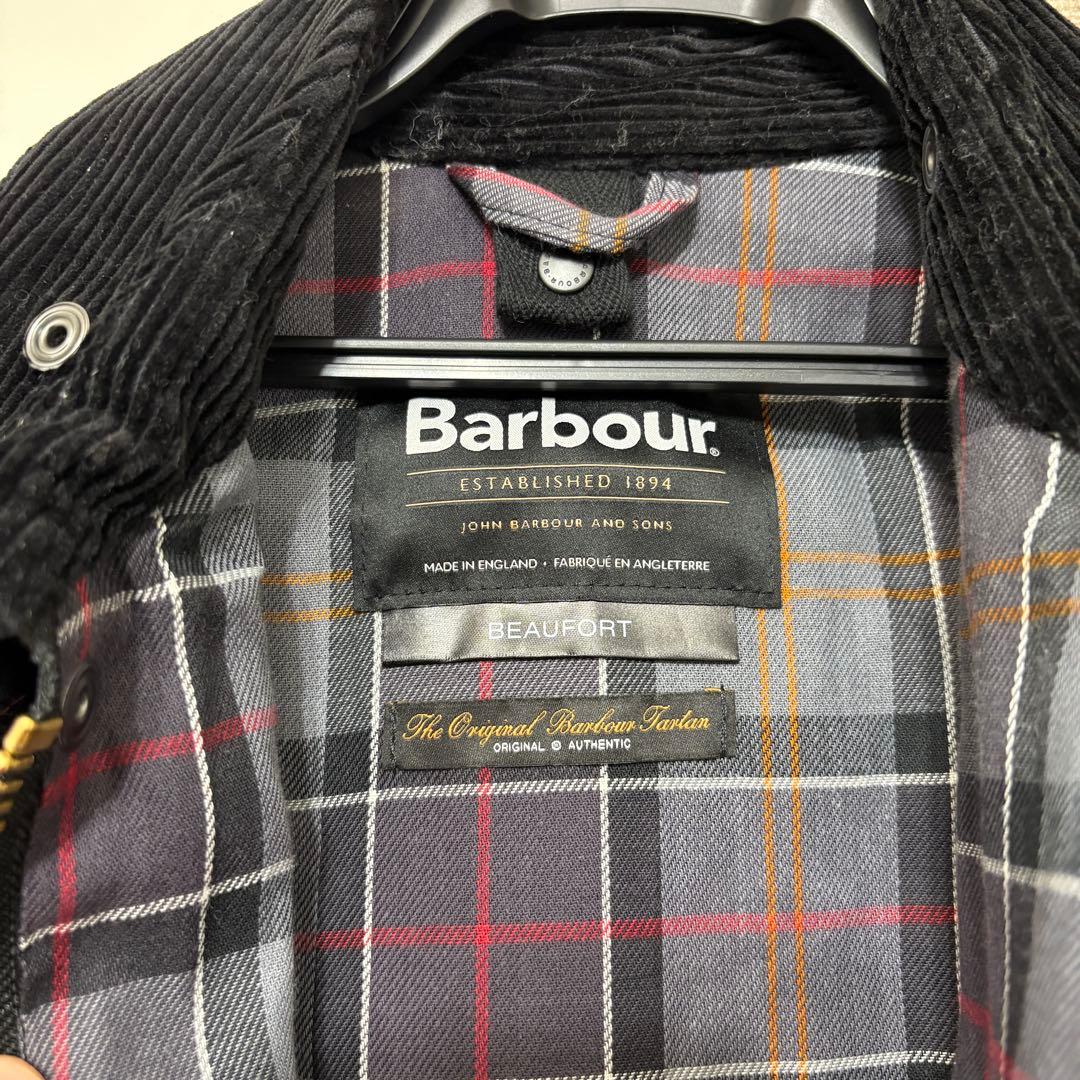 Barbour®
ESTABLISHED 1894
JOHN BARBOUR AND SONS
MADE IN ENGLAND • FABRIQUÉ EN ANGLETERRE
BEAUFORT
The Original Barbour Tartan
ORIGINAL © AUTHENTIC